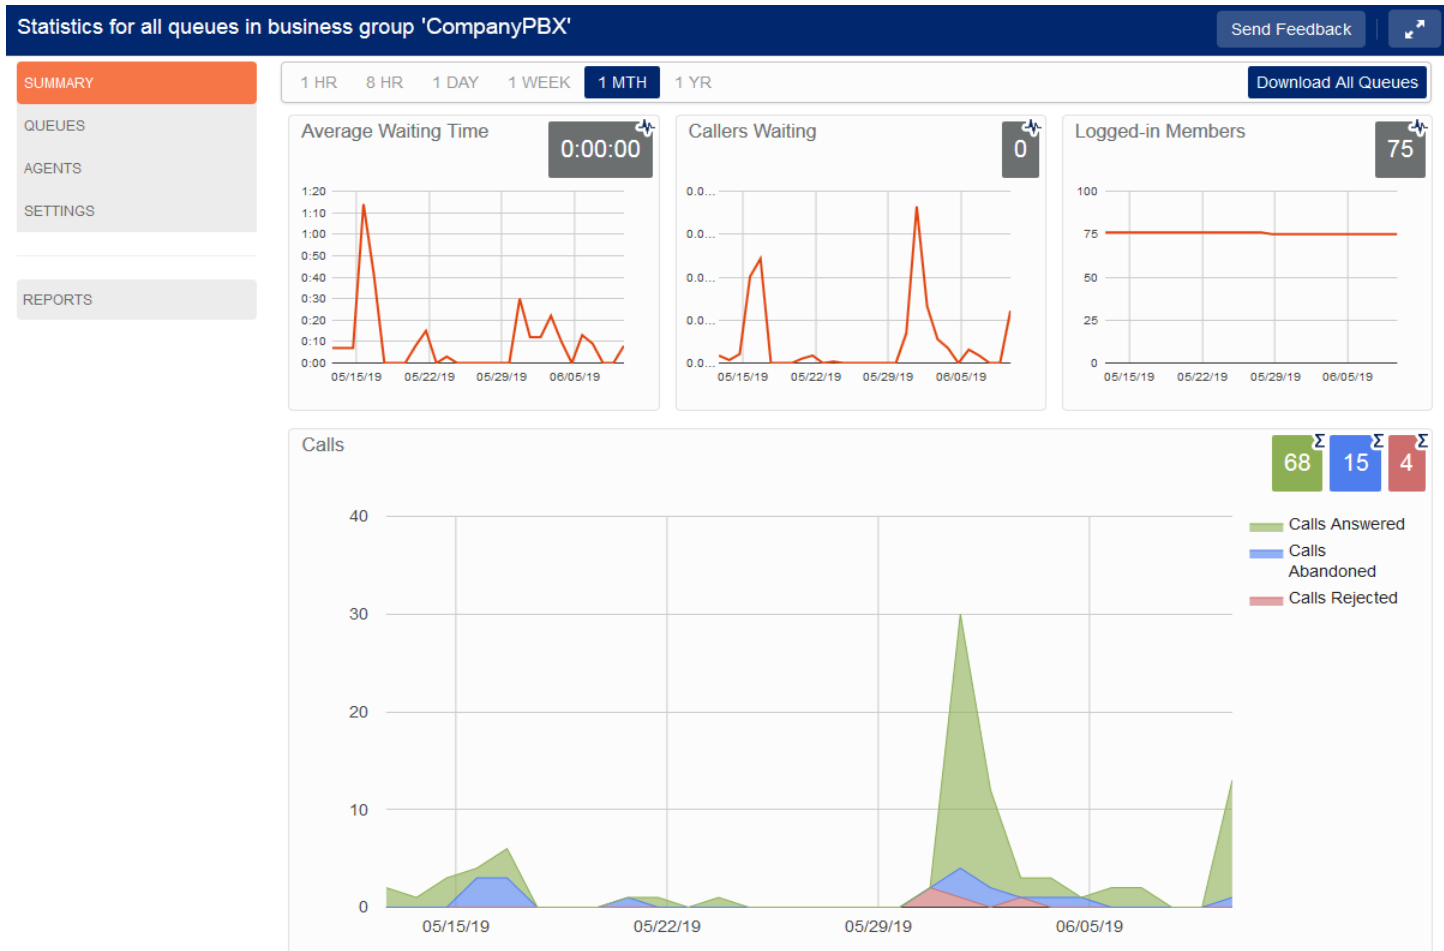 Statistics for all queues in business group 'CompanyPBX'
Send Feedback
SUMMARY
QUEUES
AGENTS
SETTINGS
REPORTS
1 HR 8 HR 1 DAY 1 WEEK 1 MTH 1 YR
Download All Queues
Average Waiting Time
0:00:00
1:20
1:10
1:00
0:50
0:40
0:30
0:20
0:10
0:00
05/15/19 05/22/19 05/29/19 06/05/19
Callers Waiting
0
0.0...
0.0...
0.0...
0.0...
0.0...
05/15/19 05/22/19 05/29/19 06/05/19
Logged-in Members
75
100
75
50
25
0
05/15/19 05/22/19 05/29/19 06/05/19
Calls
Σ Σ Σ
68 15 4
40
30
20
10
0
05/15/19 05/22/19 05/29/19 06/05/19
Calls Answered
Calls
Abandoned
Calls Rejected